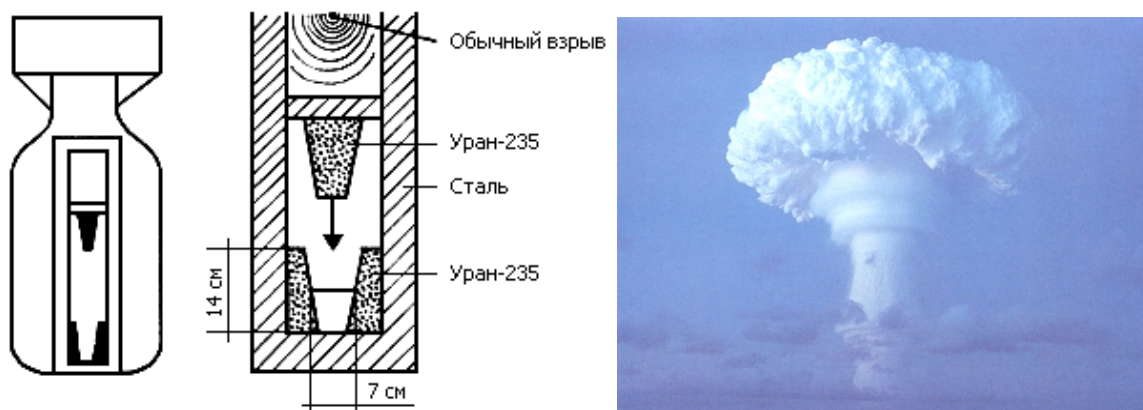 Обычный взрыв
Уран-235
Сталь
Уран-235
14 см
7 см